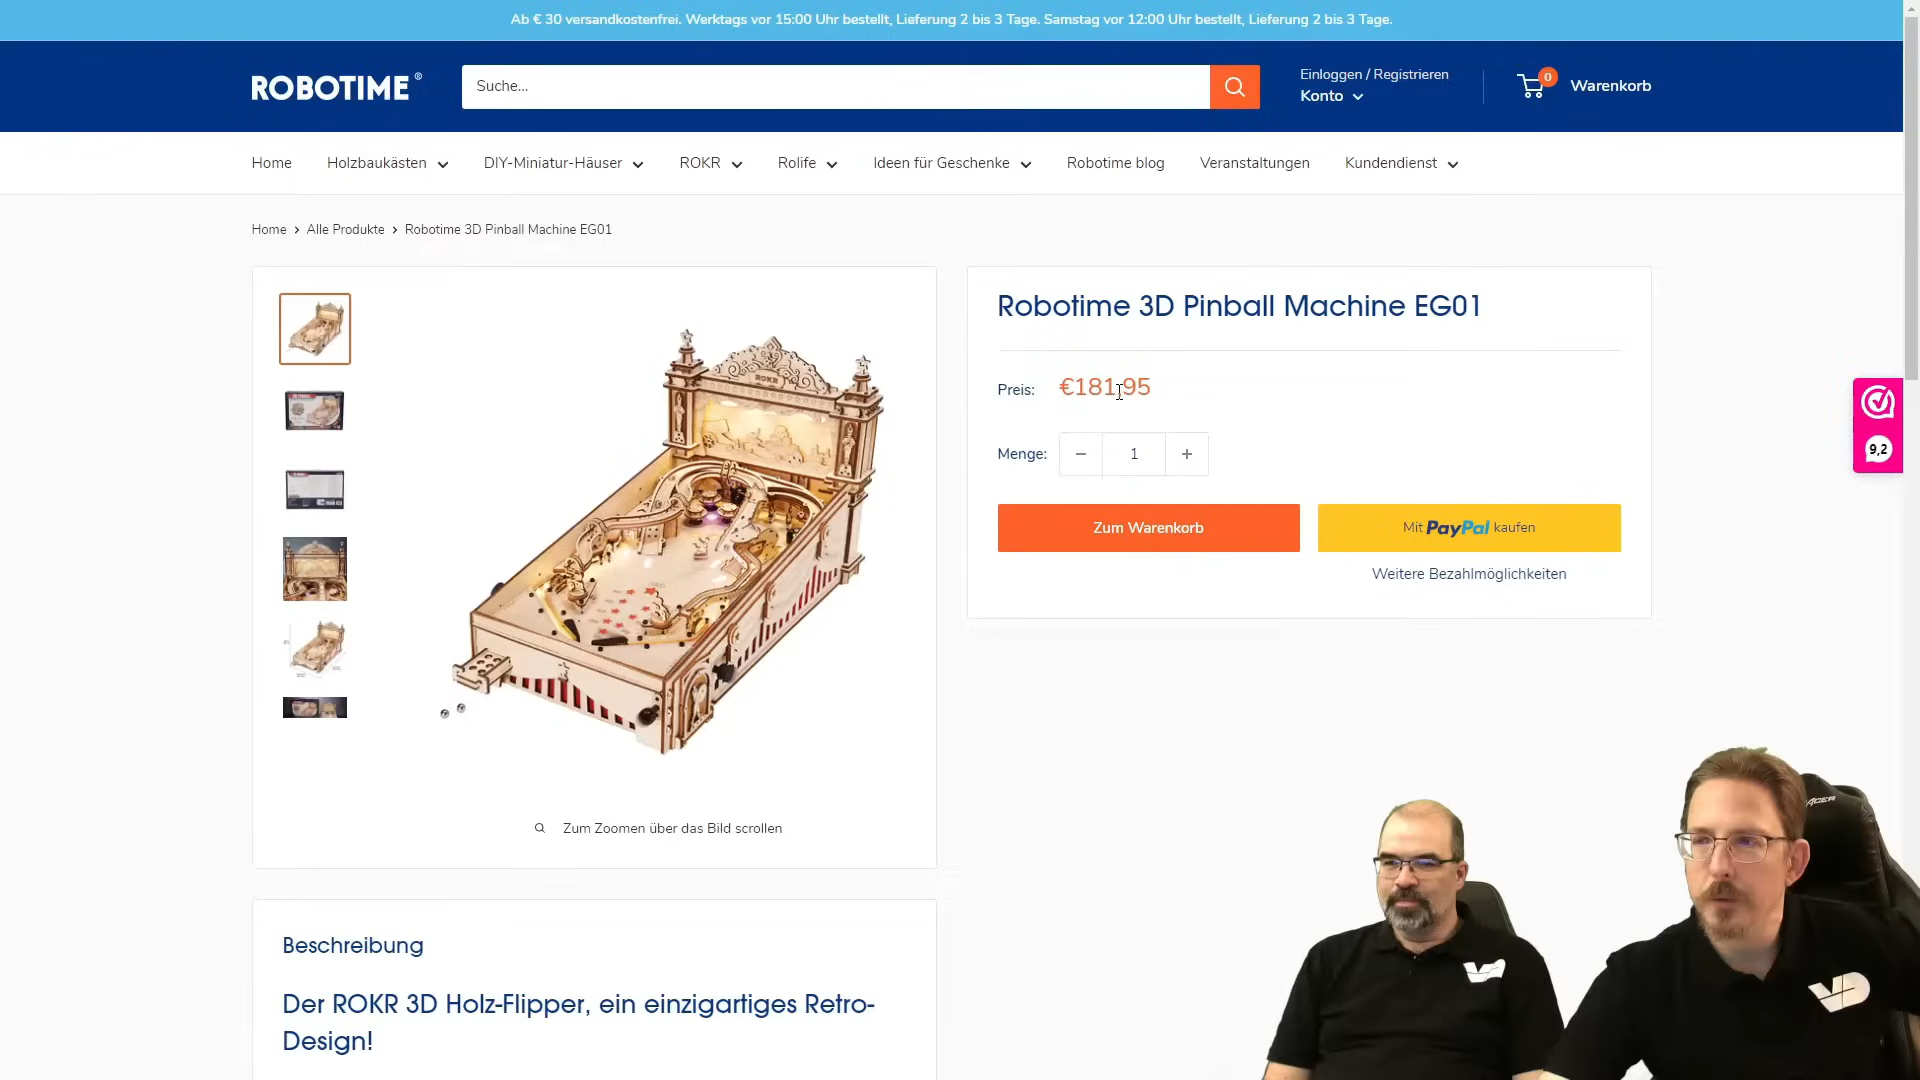 Ab € 30 versandkostenfrei. Werktags vor 15:00 Uhr bestellt, Lieferung 2 bis 3 Tage. Samstag vor 12:00 Uhr bestellt, Lieferung 2 bis 3 Tage.
ROBOTIME®
Suche...
Einloggen / Registrieren
Konto
0
Warenkorb
Home
Holzbaukästen
DIY-Miniatur-Häuser
ROKR
Rolife
Ideen für Geschenke
Robotime blog
Veranstaltungen
Kundendienst
Home > Alle Produkte > Robotime 3D Pinball Machine EG01
ROKR
Zum Zoomen über das Bild scrollen
Robotime 3D Pinball Machine EG01
Preis: €181,95
Menge: − 1 +
Zum Warenkorb
Mit PayPal kaufen
Weitere Bezahlmöglichkeiten
9,2
Beschreibung
Der ROKR 3D Holz-Flipper, ein einzigartiges Retro-
Design!